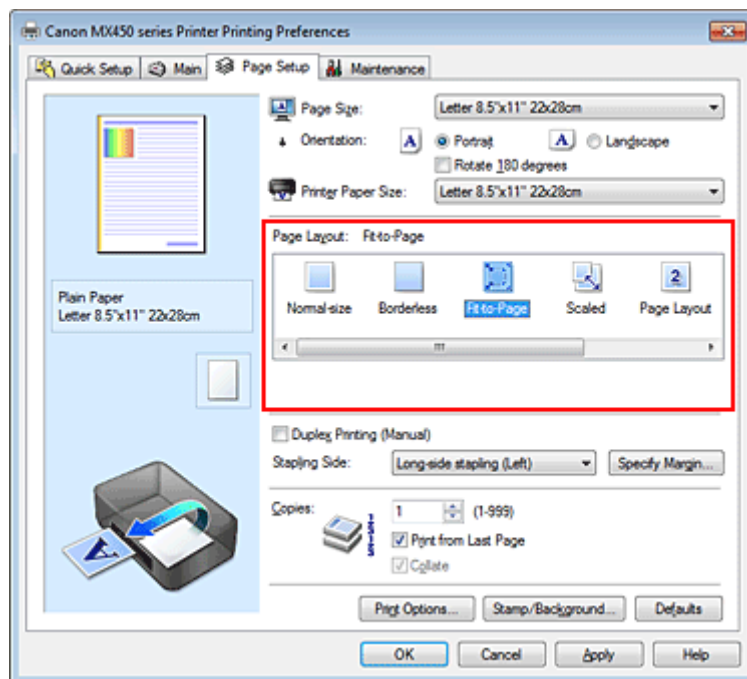 Canon MX450 series Printer Printing Preferences
Quick Setup Main Page Setup Maintenance
Page Size: Letter 8.5"x11" 22x28cm
Orientation: A Portrait A Landscape
Rotate 180 degrees
Printer Paper Size: Letter 8.5"x11" 22x28cm
Page Layout: Fit-to-Page
2
Normal-size Borderless Fit-to-Page Scaled Page Layout
Plain Paper
Letter 8.5"x11" 22x28cm
Duplex Printing (Manual)
Stapling Side: Long-side stapling (Left) Specify Margin...
Copies: 1 (1-999)
Print from Last Page
Collate
A
Print Options... Stamp/Background... Defaults
OK Cancel Apply Help